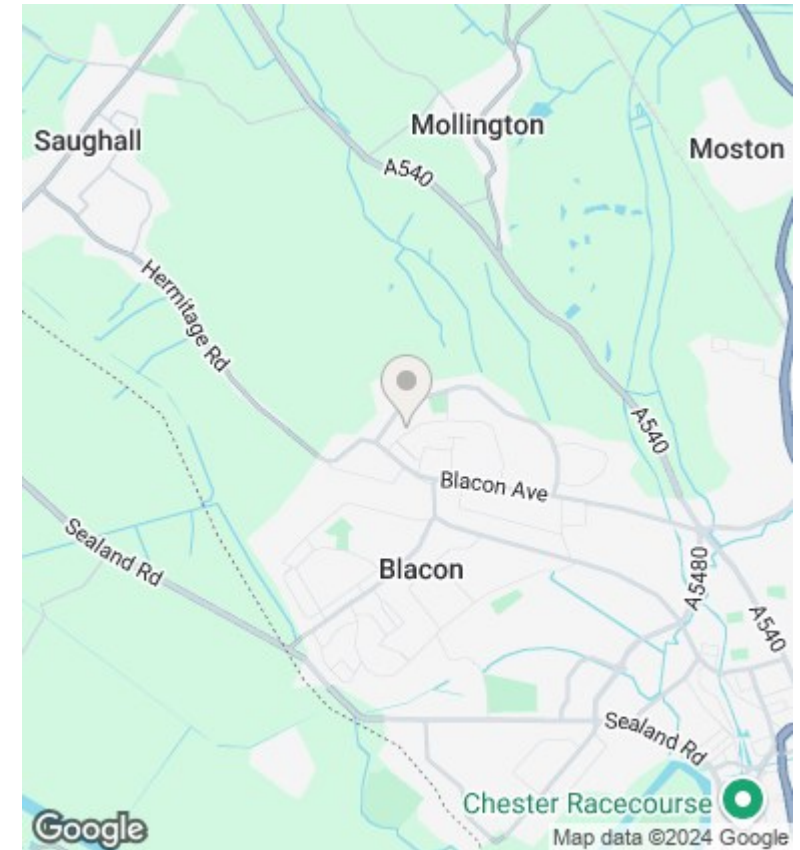 Saughall
Mollington
Moston
A540
Hermitage Rd
A540
Blacon Ave
Sealand Rd
Blacon
A5480
A540
Sealand Rd
Chester Racecourse
Google
Map data ©2024 Google